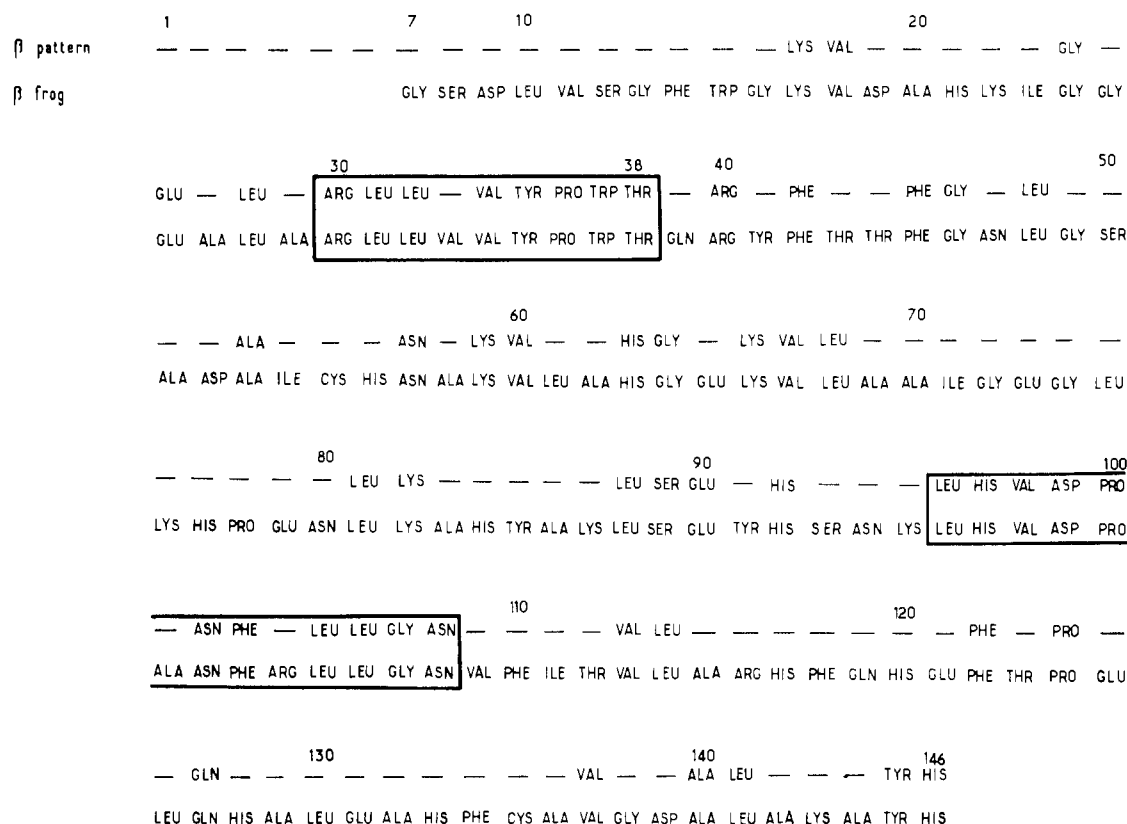 1 7 10 20
β pattern — — — — — — — — — — — — — — — — LYS VAL — — — — — GLY —
β frog GLY SER ASP LEU VAL SER GLY PHE TRP GLY LYS VAL ASP ALA HIS LYS ILE GLY GLY
30 38 40 50
GLU — LEU — ARG LEU LEU — VAL TYR PRO TRP THR — ARG — PHE — — PHE GLY — LEU — —
GLU ALA LEU ALA ARG LEU LEU VAL VAL TYR PRO TRP THR GLN ARG TYR PHE THR THR PHE GLY ASN LEU GLY SER
60 70
— — ALA — — — ASN — LYS VAL — — HIS GLY — LYS VAL LEU — — — — — — —
ALA ASP ALA ILE CYS HIS ASN ALA LYS VAL LEU ALA HIS GLY GLU LYS VAL LEU ALA ALA ILE GLY GLU GLY LEU
80 90 100
— — — — — LEU LYS — — — — — LEU SER GLU — HIS — — — LEU HIS VAL ASP PRO
LYS HIS PRO GLU ASN LEU LYS ALA HIS TYR ALA LYS LEU SER GLU TYR HIS SER ASN LYS LEU HIS VAL ASP PRO
110 120
— ASN PHE — LEU LEU GLY ASN — — — — VAL LEU — — — — — — — PHE — PRO —
ALA ASN PHE ARG LEU LEU GLY ASN VAL PHE ILE THR VAL LEU ALA ARG HIS PHE GLN HIS GLU PHE THR PRO GLU
130 140 146
— GLN — — — — — — — — — VAL — — ALA LEU — — — TYR HIS
LEU GLN HIS ALA LEU GLU ALA HIS PHE CYS ALA VAL GLY ASP ALA LEU ALA LYS ALA TYR HIS